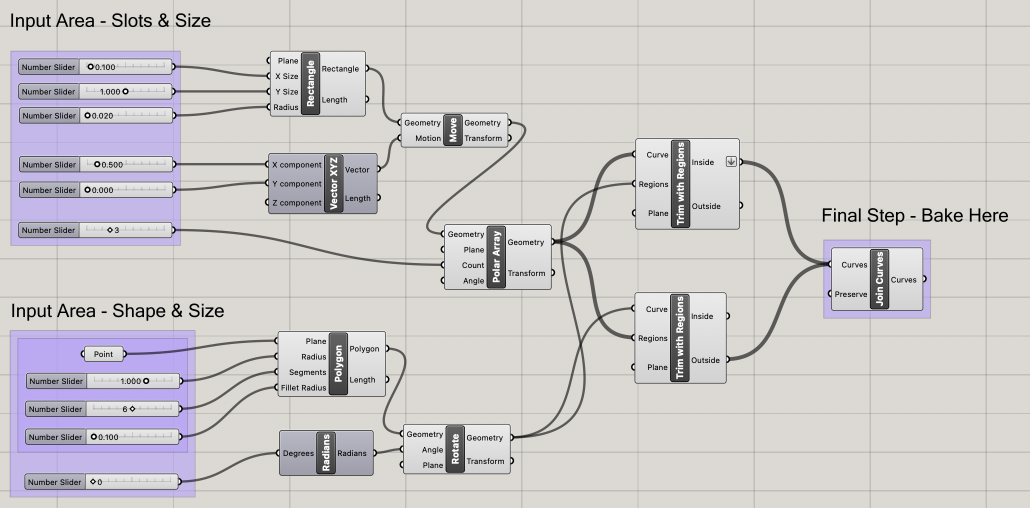 Input Area - Slots & Size
Number Slider 0.100
Number Slider 1.000
Number Slider 0.020
Number Slider 0.500
Number Slider 0.000
Number Slider 3
Plane
X Size
Y Size
Radius
Rectangle
Rectangle
Length
X component
Y component
Z component
Vector XYZ
Vector
Length
Geometry
Motion
Move
Geometry
Transform
Geometry
Plane
Count
Angle
Polar Array
Geometry
Transform
Curve
Regions
Plane
Trim with Regions
Inside
Outside
Final Step - Bake Here
Curves
Preserve
Join Curves
Curves
Curve
Regions
Plane
Trim with Regions
Inside
Outside
Input Area - Shape & Size
Point
Number Slider 1.000
Number Slider 6
Number Slider 0.100
Number Slider 0
Plane
Radius
Segments
Fillet Radius
Polygon
Polygon
Length
Degrees
Radians
Radians
Geometry
Angle
Plane
Rotate
Geometry
Transform